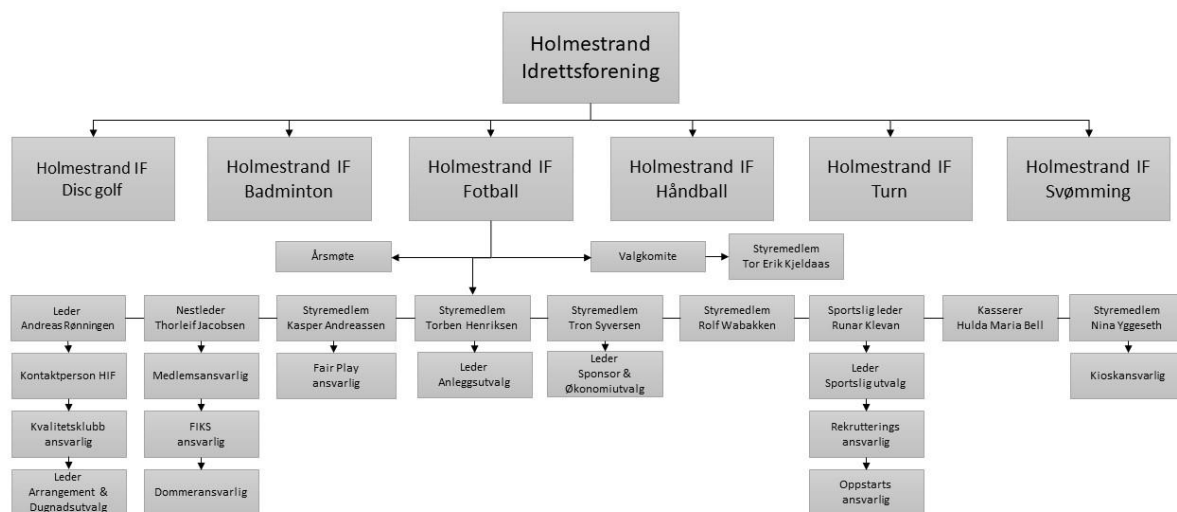 Holmestrand
Idrettsforening
Holmestrand IF
Disc golf
Holmestrand IF
Badminton
Holmestrand IF
Fotball
Holmestrand IF
Håndball
Holmestrand IF
Turn
Holmestrand IF
Svømming
Årsmøte
Valgkomite
Styremedlem
Tor Erik Kjeldaas
Leder
Andreas Rønningen
Nestleder
Thorleif Jacobsen
Styremedlem
Kasper Andreassen
Styremedlem
Torben Henriksen
Styremedlem
Tron Syversen
Styremedlem
Rolf Wabakken
Sportslig leder
Runar Klevan
Kasserer
Hulda Maria Bell
Styremedlem
Nina Yggeseth
Kontaktperson HIF
Medlemsansvarlig
Fair Play
ansvarlig
Leder
Anleggsutvalg
Leder
Sponsor &
Økonomiutvalg
Leder
Sportslig utvalg
Kioskansvarlig
Kvalitetsklubb
ansvarlig
FIKS
ansvarlig
Rekrutterings
ansvarlig
Leder
Arrangement &
Dugnadsutvalg
Dommeransvarlig
Oppstarts
ansvarlig